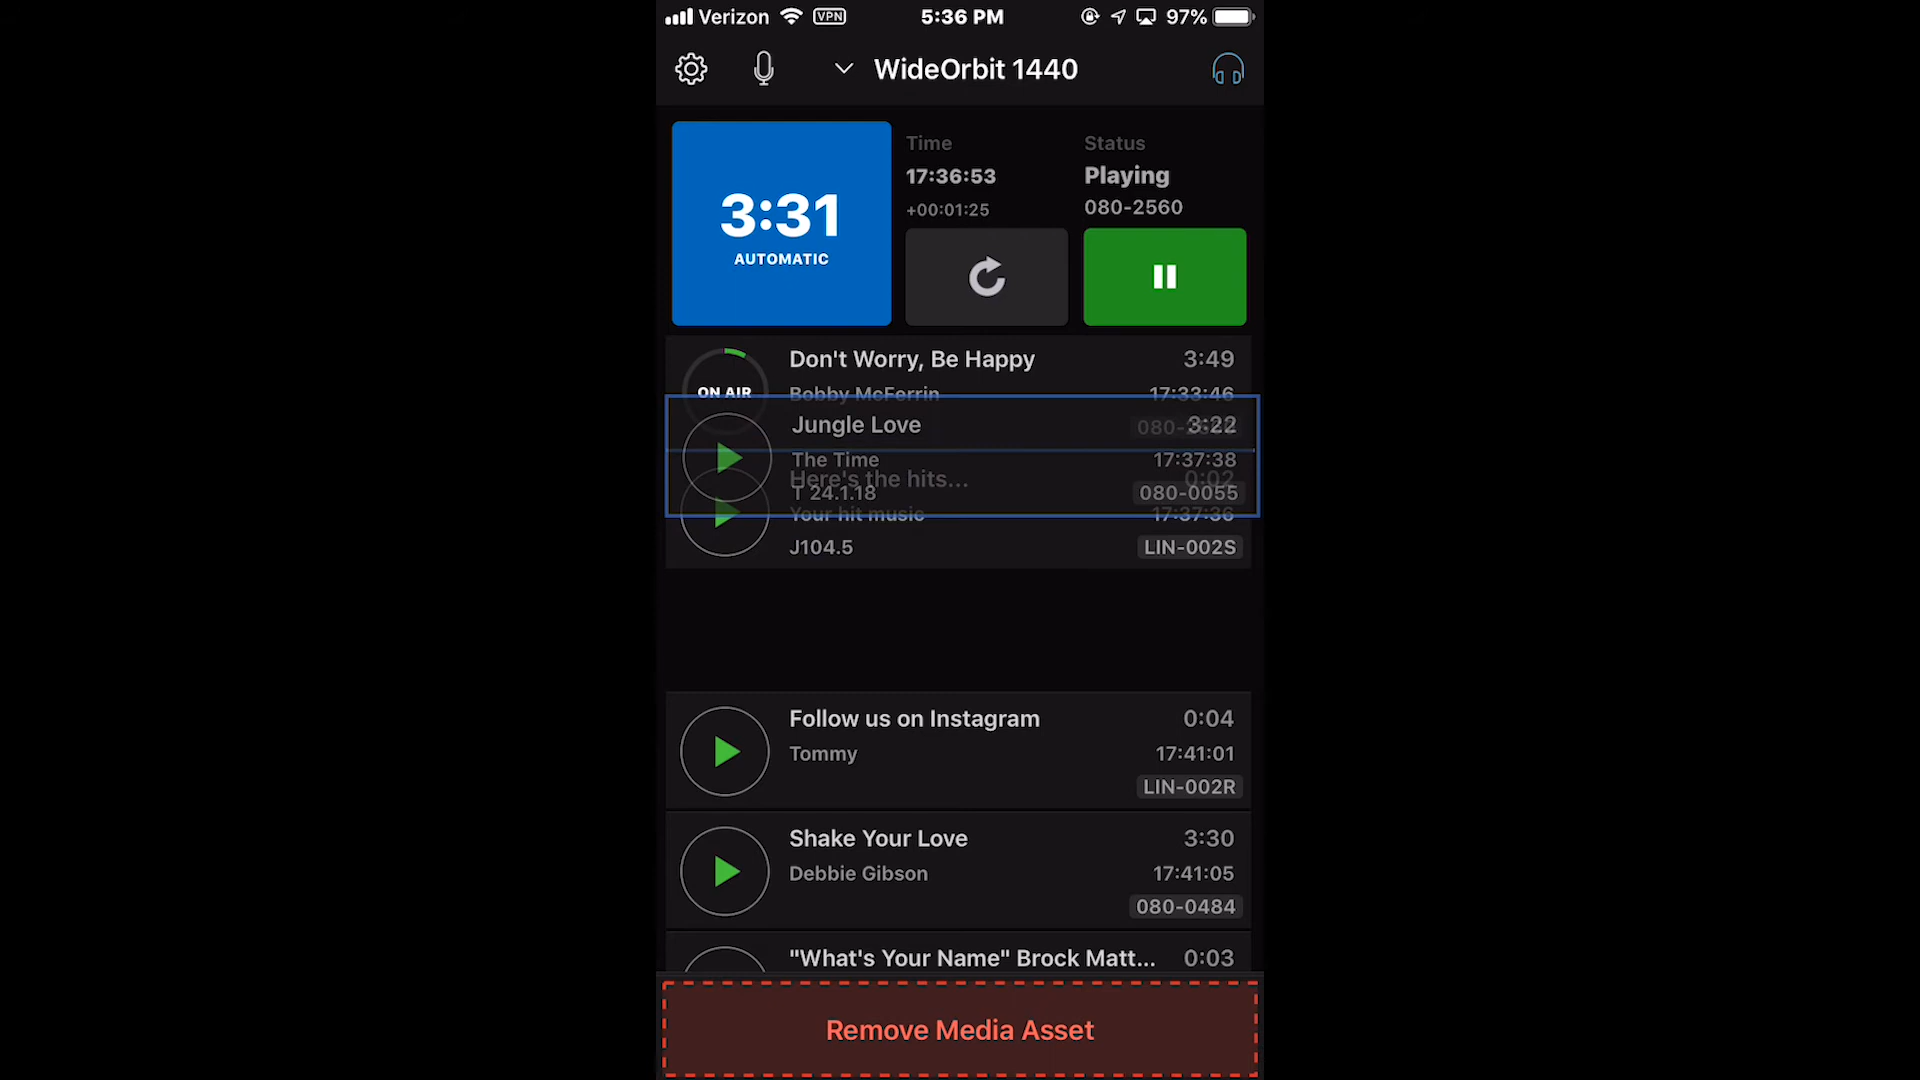 Verizon VPN 5:36 PM 97%
WideOrbit 1440
3:31
AUTOMATIC
Time
17:36:53
+00:01:25
Status
Playing
080-2560
Don't Worry, Be Happy 3:49
ON AIR Bobby McFerrin 17:33:46
Jungle Love 3:22
The Time 17:37:38
Here's the hits... 0:02
T 24.1.18 080-0055
Your hit music 17:37:36
J104.5 LIN-002S
Follow us on Instagram 0:04
Tommy 17:41:01
LIN-002R
Shake Your Love 3:30
Debbie Gibson 17:41:05
080-0484
"What's Your Name" Brock Matt... 0:03
Remove Media Asset